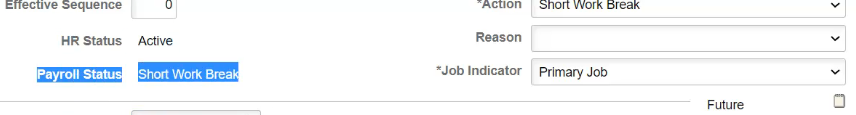 Effective Sequence 0 *Action Short Work Break
HR Status Active Reason
Payroll Status Short Work Break *Job Indicator Primary Job
Future